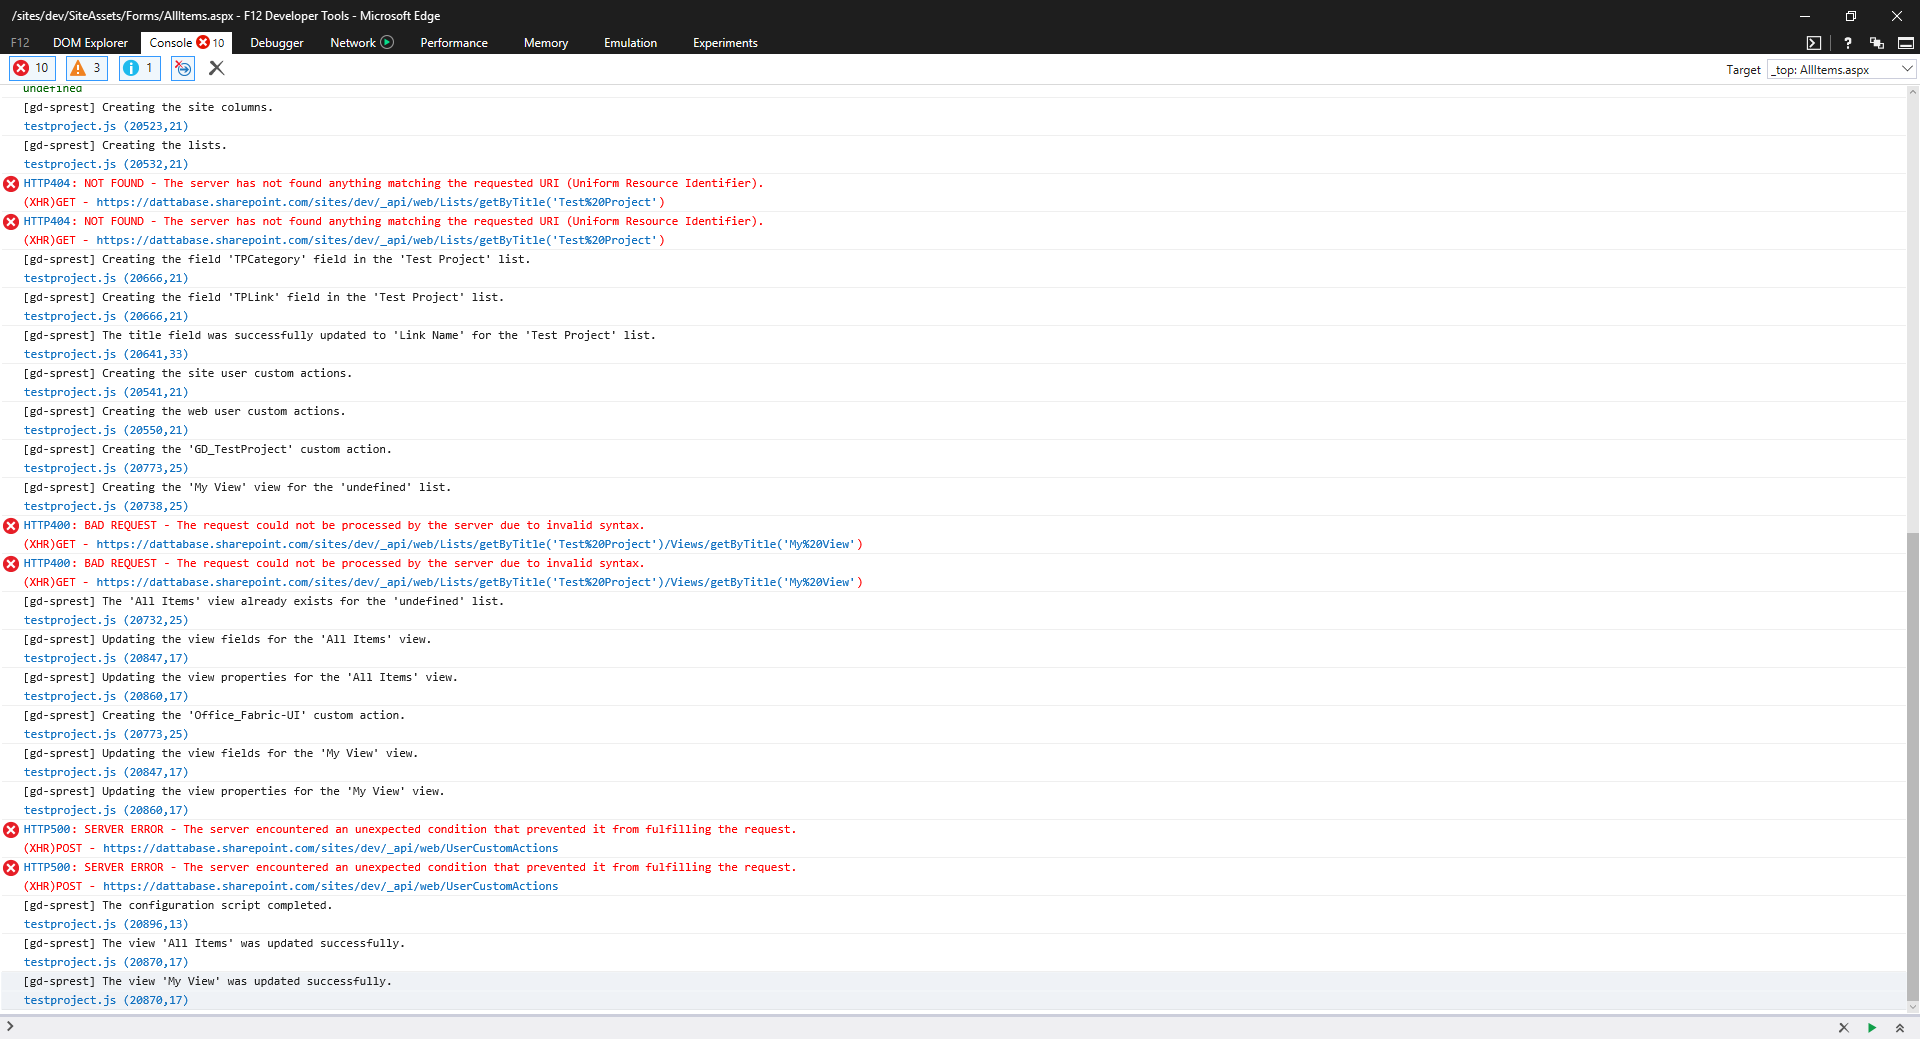 /sites/dev/SiteAssets/Forms/AllItems.aspx - F12 Developer Tools - Microsoft Edge
F12 DOM Explorer Console 10 Debugger Network Performance Memory Emulation Experiments ?
10 3 1 Target _top: AllItems.aspx
undefined
[gd-sprest] Creating the site columns.
testproject.js (20523,21)
[gd-sprest] Creating the lists.
testproject.js (20532,21)
HTTP404: NOT FOUND - The server has not found anything matching the requested URI (Uniform Resource Identifier).
(XHR)GET - https://dattabase.sharepoint.com/sites/dev/_api/web/Lists/getByTitle('Test%20Project')
HTTP404: NOT FOUND - The server has not found anything matching the requested URI (Uniform Resource Identifier).
(XHR)GET - https://dattabase.sharepoint.com/sites/dev/_api/web/Lists/getByTitle('Test%20Project')
[gd-sprest] Creating the field 'TPCategory' field in the 'Test Project' list.
testproject.js (20666,21)
[gd-sprest] Creating the field 'TPLink' field in the 'Test Project' list.
testproject.js (20666,21)
[gd-sprest] The title field was successfully updated to 'Link Name' for the 'Test Project' list.
testproject.js (20641,33)
[gd-sprest] Creating the site user custom actions.
testproject.js (20541,21)
[gd-sprest] Creating the web user custom actions.
testproject.js (20550,21)
[gd-sprest] Creating the 'GD_TestProject' custom action.
testproject.js (20773,25)
[gd-sprest] Creating the 'My View' view for the 'undefined' list.
testproject.js (20738,25)
HTTP400: BAD REQUEST - The request could not be processed by the server due to invalid syntax.
(XHR)GET - https://dattabase.sharepoint.com/sites/dev/_api/web/Lists/getByTitle('Test%20Project')/Views/getByTitle('My%20View')
HTTP400: BAD REQUEST - The request could not be processed by the server due to invalid syntax.
(XHR)GET - https://dattabase.sharepoint.com/sites/dev/_api/web/Lists/getByTitle('Test%20Project')/Views/getByTitle('My%20View')
[gd-sprest] The 'All Items' view already exists for the 'undefined' list.
testproject.js (20732,25)
[gd-sprest] Updating the view fields for the 'All Items' view.
testproject.js (20847,17)
[gd-sprest] Updating the view properties for the 'All Items' view.
testproject.js (20860,17)
[gd-sprest] Creating the 'Office_Fabric-UI' custom action.
testproject.js (20773,25)
[gd-sprest] Updating the view fields for the 'My View' view.
testproject.js (20847,17)
[gd-sprest] Updating the view properties for the 'My View' view.
testproject.js (20860,17)
HTTP500: SERVER ERROR - The server encountered an unexpected condition that prevented it from fulfilling the request.
(XHR)POST - https://dattabase.sharepoint.com/sites/dev/_api/web/UserCustomActions
HTTP500: SERVER ERROR - The server encountered an unexpected condition that prevented it from fulfilling the request.
(XHR)POST - https://dattabase.sharepoint.com/sites/dev/_api/web/UserCustomActions
[gd-sprest] The configuration script completed.
testproject.js (20896,13)
[gd-sprest] The view 'All Items' was updated successfully.
testproject.js (20870,17)
[gd-sprest] The view 'My View' was updated successfully.
testproject.js (20870,17)